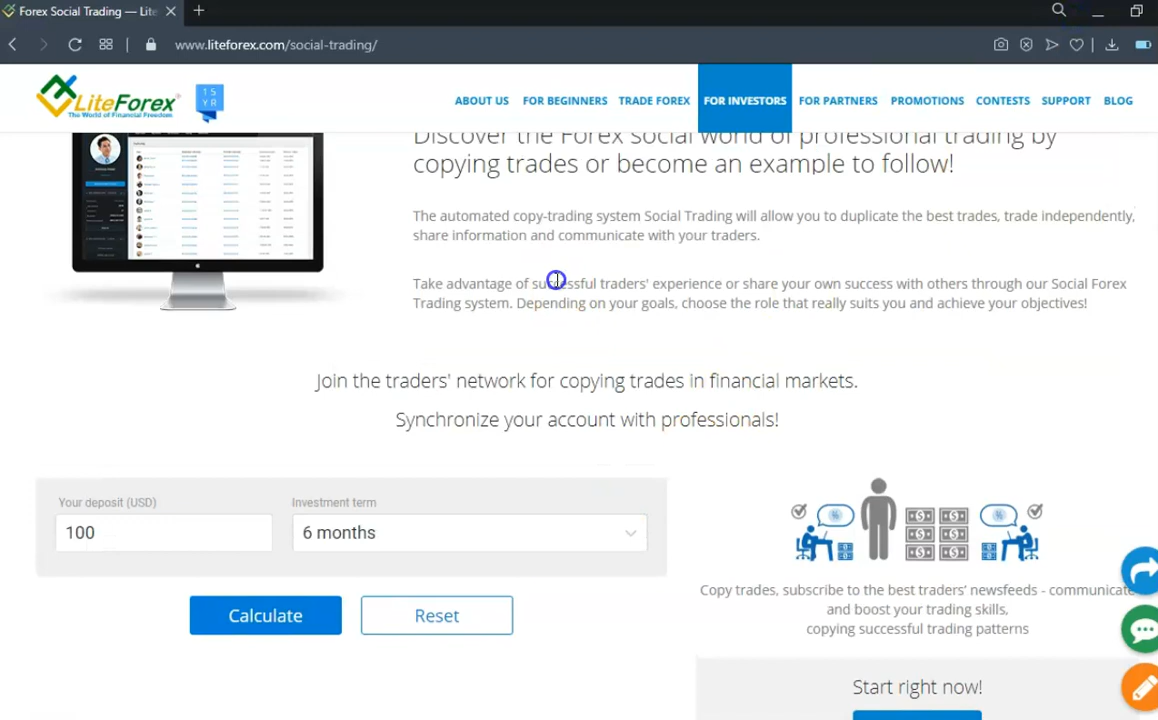 Forex Social Trading — Lite
www.liteforex.com/social-trading/
LiteForex®
The World of Financial Freedom
15
YR
ABOUT US
FOR BEGINNERS
TRADE FOREX
FOR INVESTORS
FOR PARTNERS
PROMOTIONS
CONTESTS
SUPPORT
BLOG
Discover the Forex social world of professional trading by
copying trades or become an example to follow!
The automated copy-trading system Social Trading will allow you to duplicate the best trades, trade independently,
share information and communicate with your traders.
Take advantage of successful traders' experience or share your own success with others through our Social Forex
Trading system. Depending on your goals, choose the role that really suits you and achieve your objectives!
Join the traders' network for copying trades in financial markets.
Synchronize your account with professionals!
Your deposit (USD)
Investment term
100
6 months
Calculate
Reset
Copy trades, subscribe to the best traders' newsfeeds - communicate
and boost your trading skills,
copying successful trading patterns
Start right now!